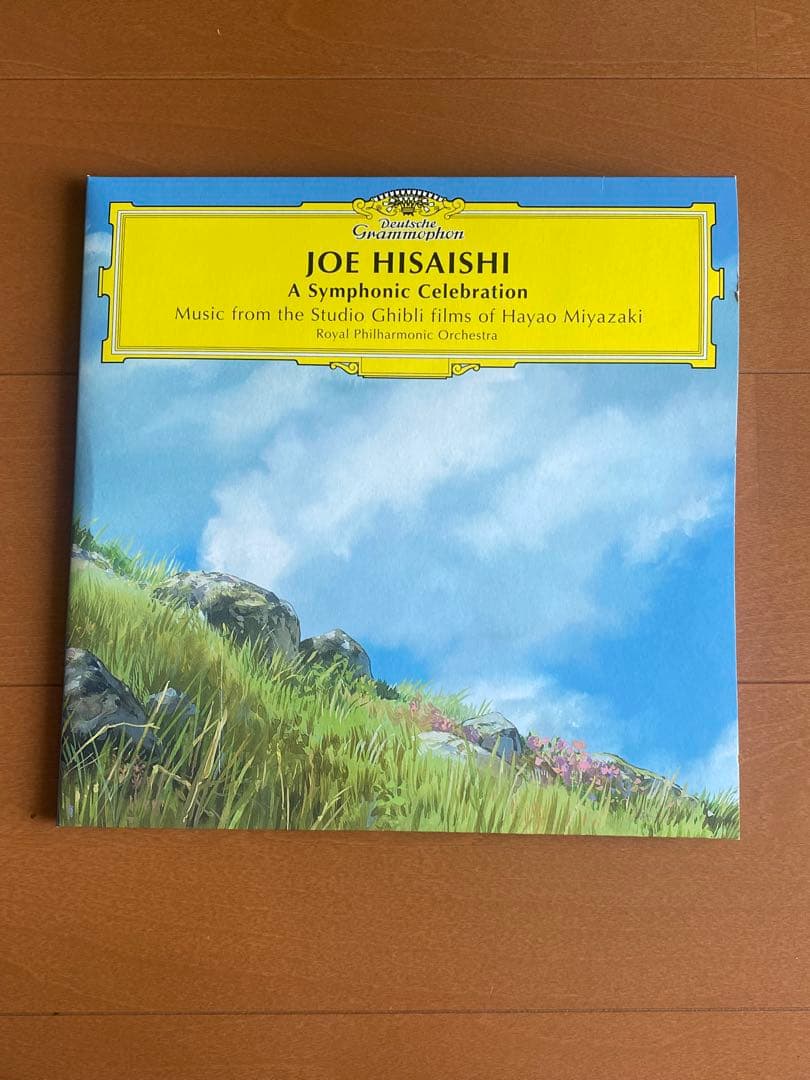 Deutsche
Grammophon
JOE HISAISHI
A Symphonic Celebration
Music from the Studio Ghibli films of Hayao Miyazaki
Royal Philharmonic Orchestra